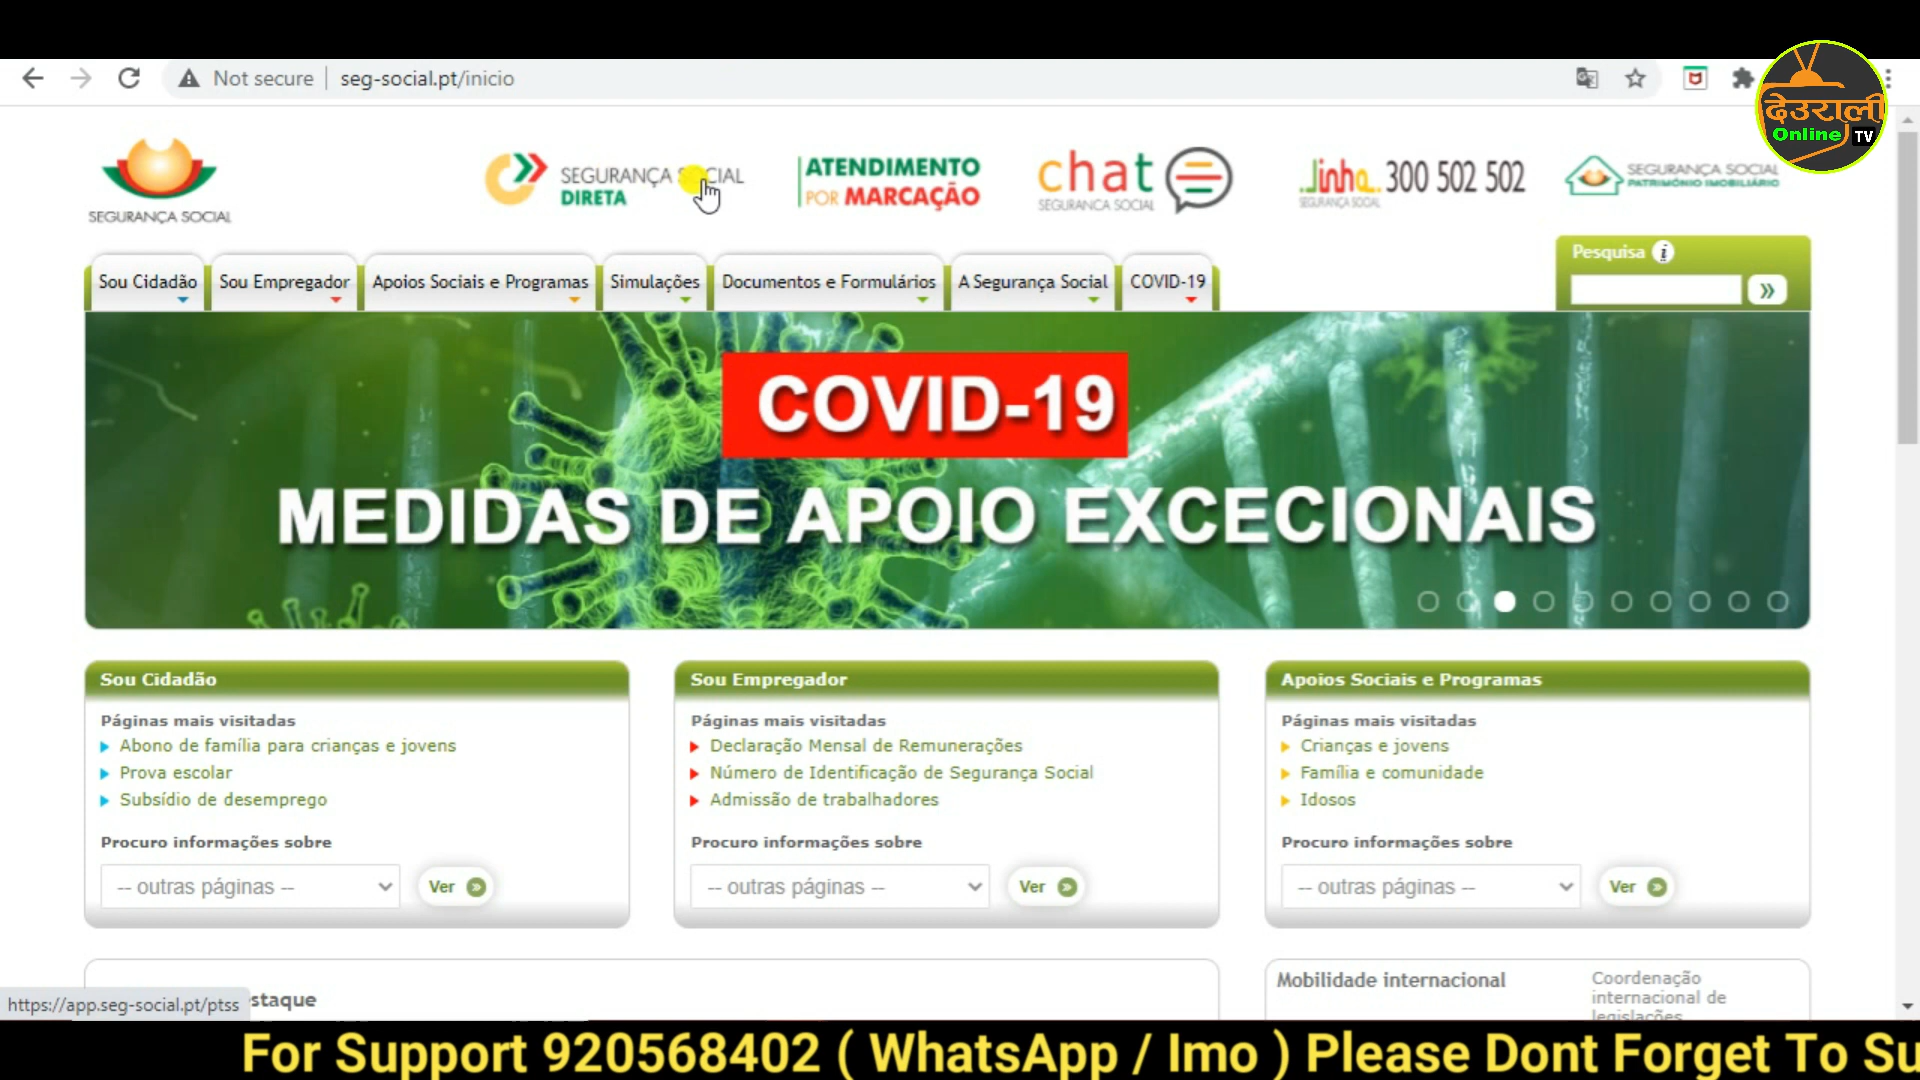 Not secure | seg-social.pt/inicio
देउराली
Online TV
SEGURANÇA SOCIAL
SEGURANÇA SOCIAL
DIRETA
ATENDIMENTO
POR MARCAÇÃO
chat
SEGURANÇA SOCIAL
linha 300 502 502
SEGURANÇA SOCIAL
SEGURANÇA SOCIAL
PATRIMÓNIO IMOBILIÁRIO
Sou Cidadão
Sou Empregador
Apoios Sociais e Programas
Simulações
Documentos e Formulários
A Segurança Social
COVID-19
Pesquisa i
COVID-19
MEDIDAS DE APOIO EXCECIONAIS
Sou Cidadão
Páginas mais visitadas
Abono de família para crianças e jovens
Prova escolar
Subsídio de desemprego
Procuro informações sobre
-- outras páginas --
Ver
Sou Empregador
Páginas mais visitadas
Declaração Mensal de Remunerações
Número de Identificação de Segurança Social
Admissão de trabalhadores
Procuro informações sobre
-- outras páginas --
Ver
Apoios Sociais e Programas
Páginas mais visitadas
Crianças e jovens
Família e comunidade
Idosos
Procuro informações sobre
-- outras páginas --
Ver
staque
Mobilidade internacional
Coordenação
internacional de
legislações
https://app.seg-social.pt/ptss
For Support 920568402 ( WhatsApp / Imo ) Please Dont Forget To Su